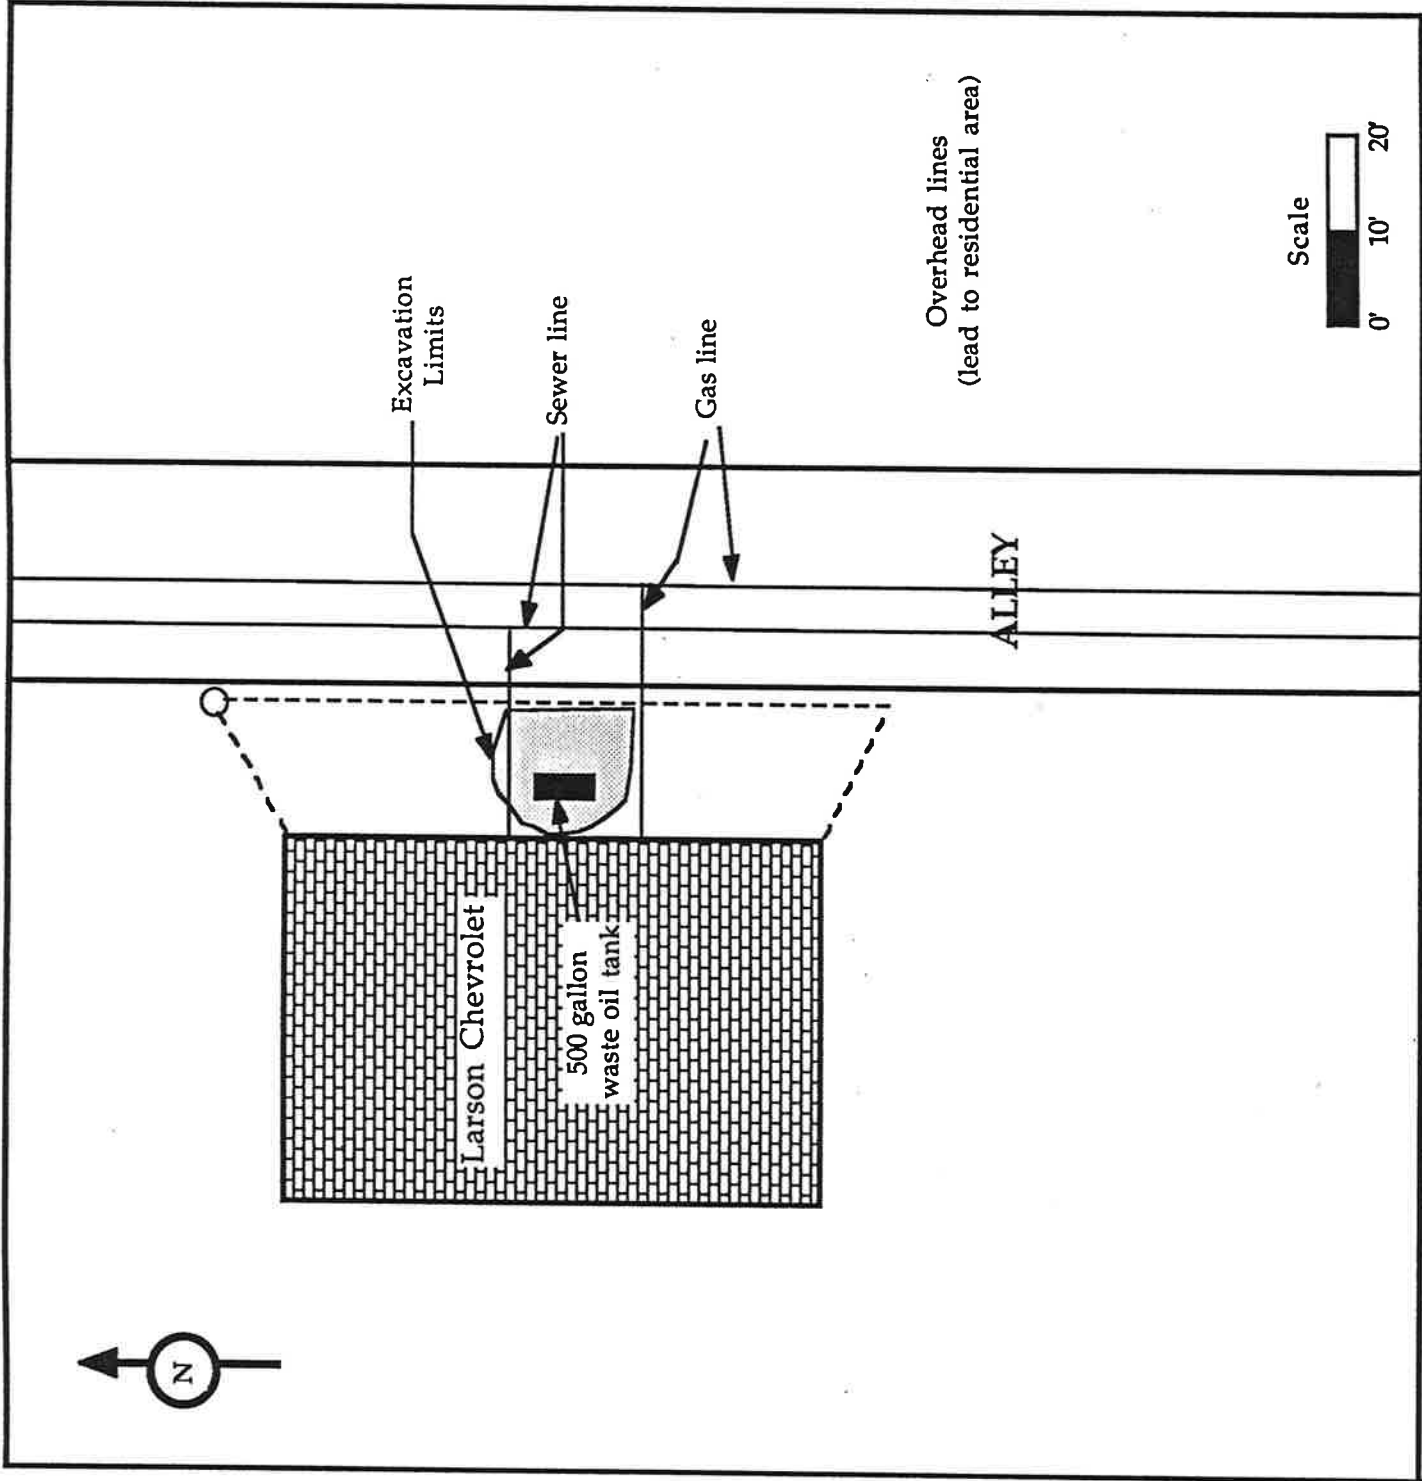 Excavation
Limits
Sewer line
Gas line
Overhead lines
(lead to residential area)
Scale
0' 10' 20'
ALLEY
Larson Chevrolet
500 gallon
waste oil tank
N